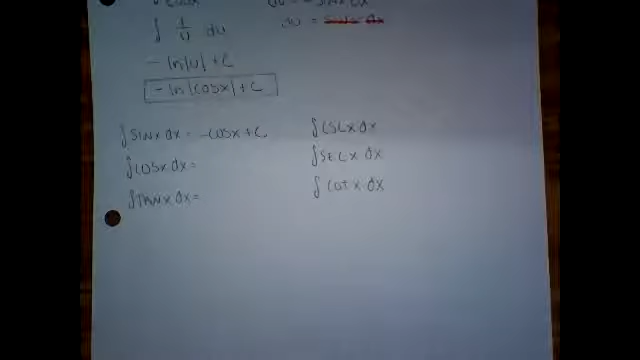 ∫ 1/u du
- ln|u| + C
- ln|cosx| + C
∫ sinx dx = -cosx + C
∫ cosx dx =
∫ tanx dx =
∫ cscx dx
∫ secx dx
∫ cotx dx